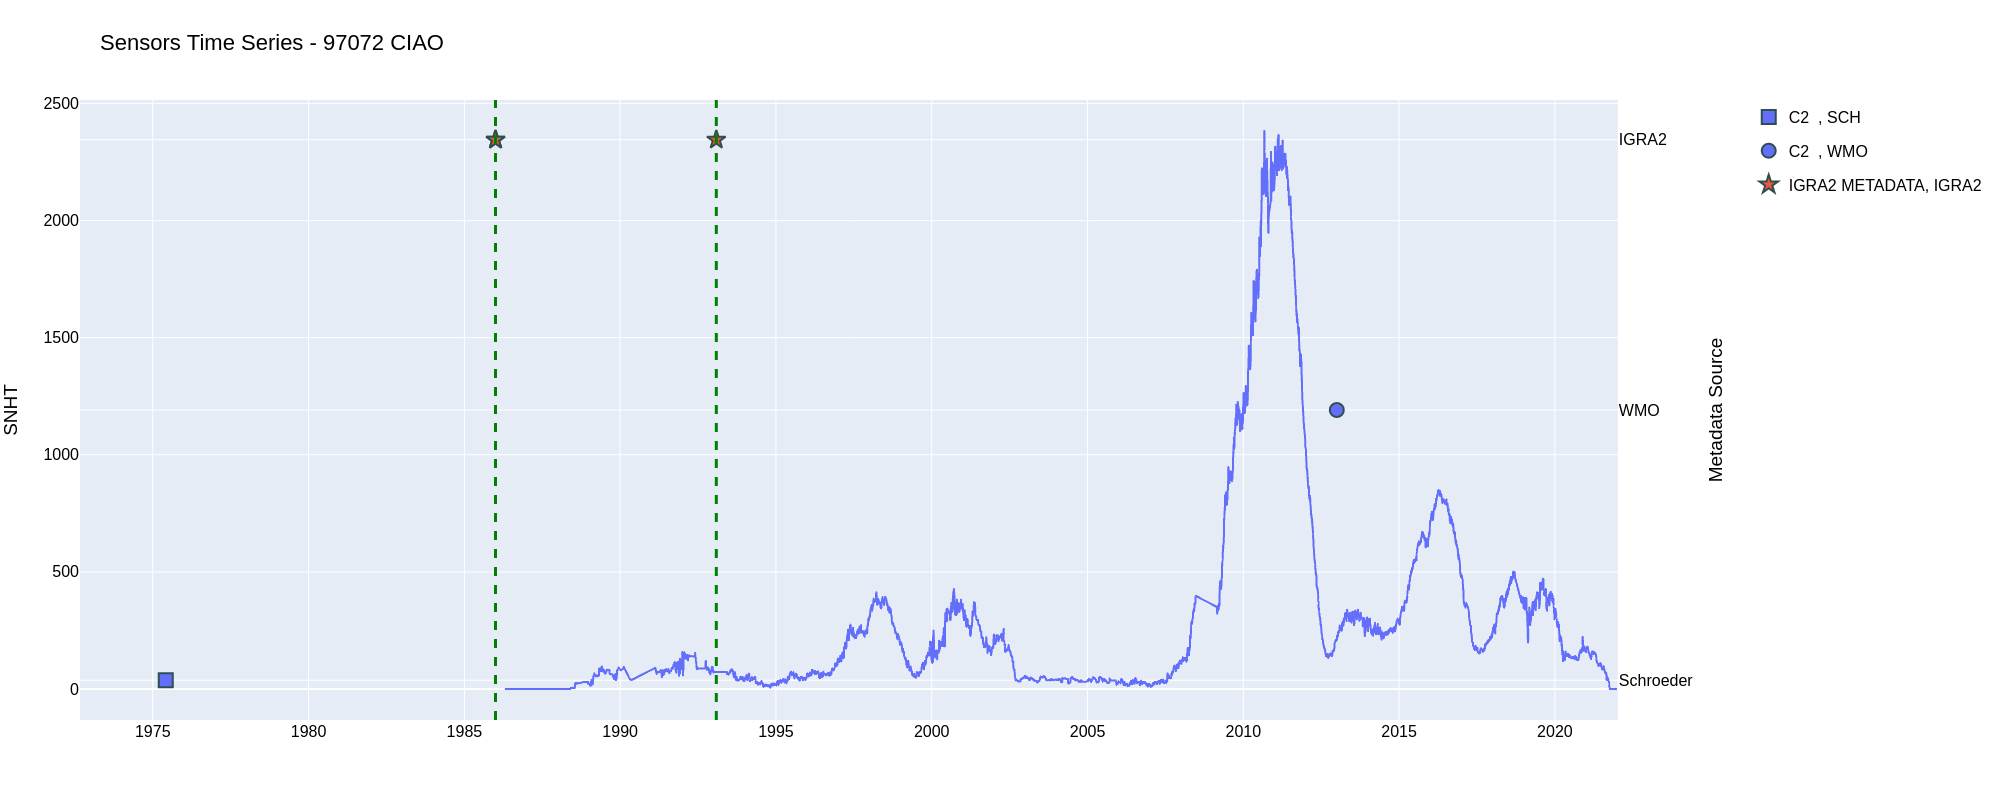 Sensors Time Series - 97072 CIAO
2500
2000
1500
1000
500
0
SNHT
1975
1980
1985
1990
1995
2000
2005
2010
2015
2020
IGRA2
WMO
Schroeder
Metadata Source
C2  , SCH
C2  , WMO
IGRA2 METADATA, IGRA2